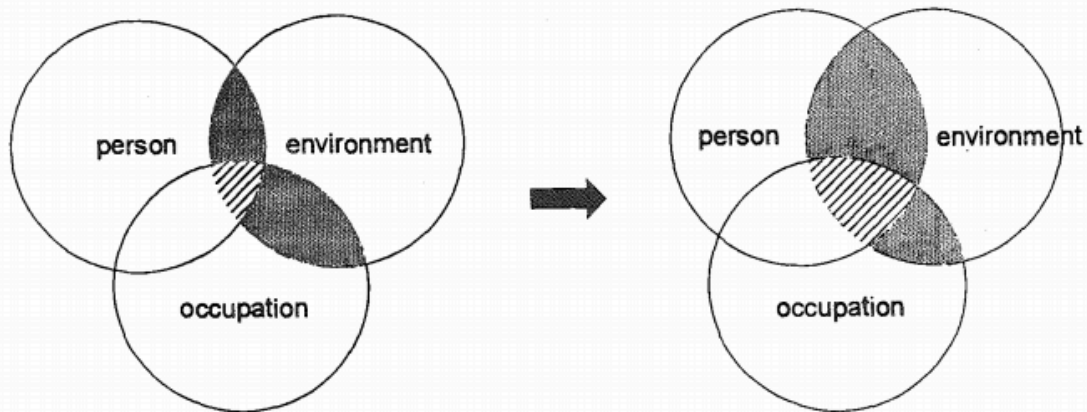 person
environment
occupation
person
environment
occupation